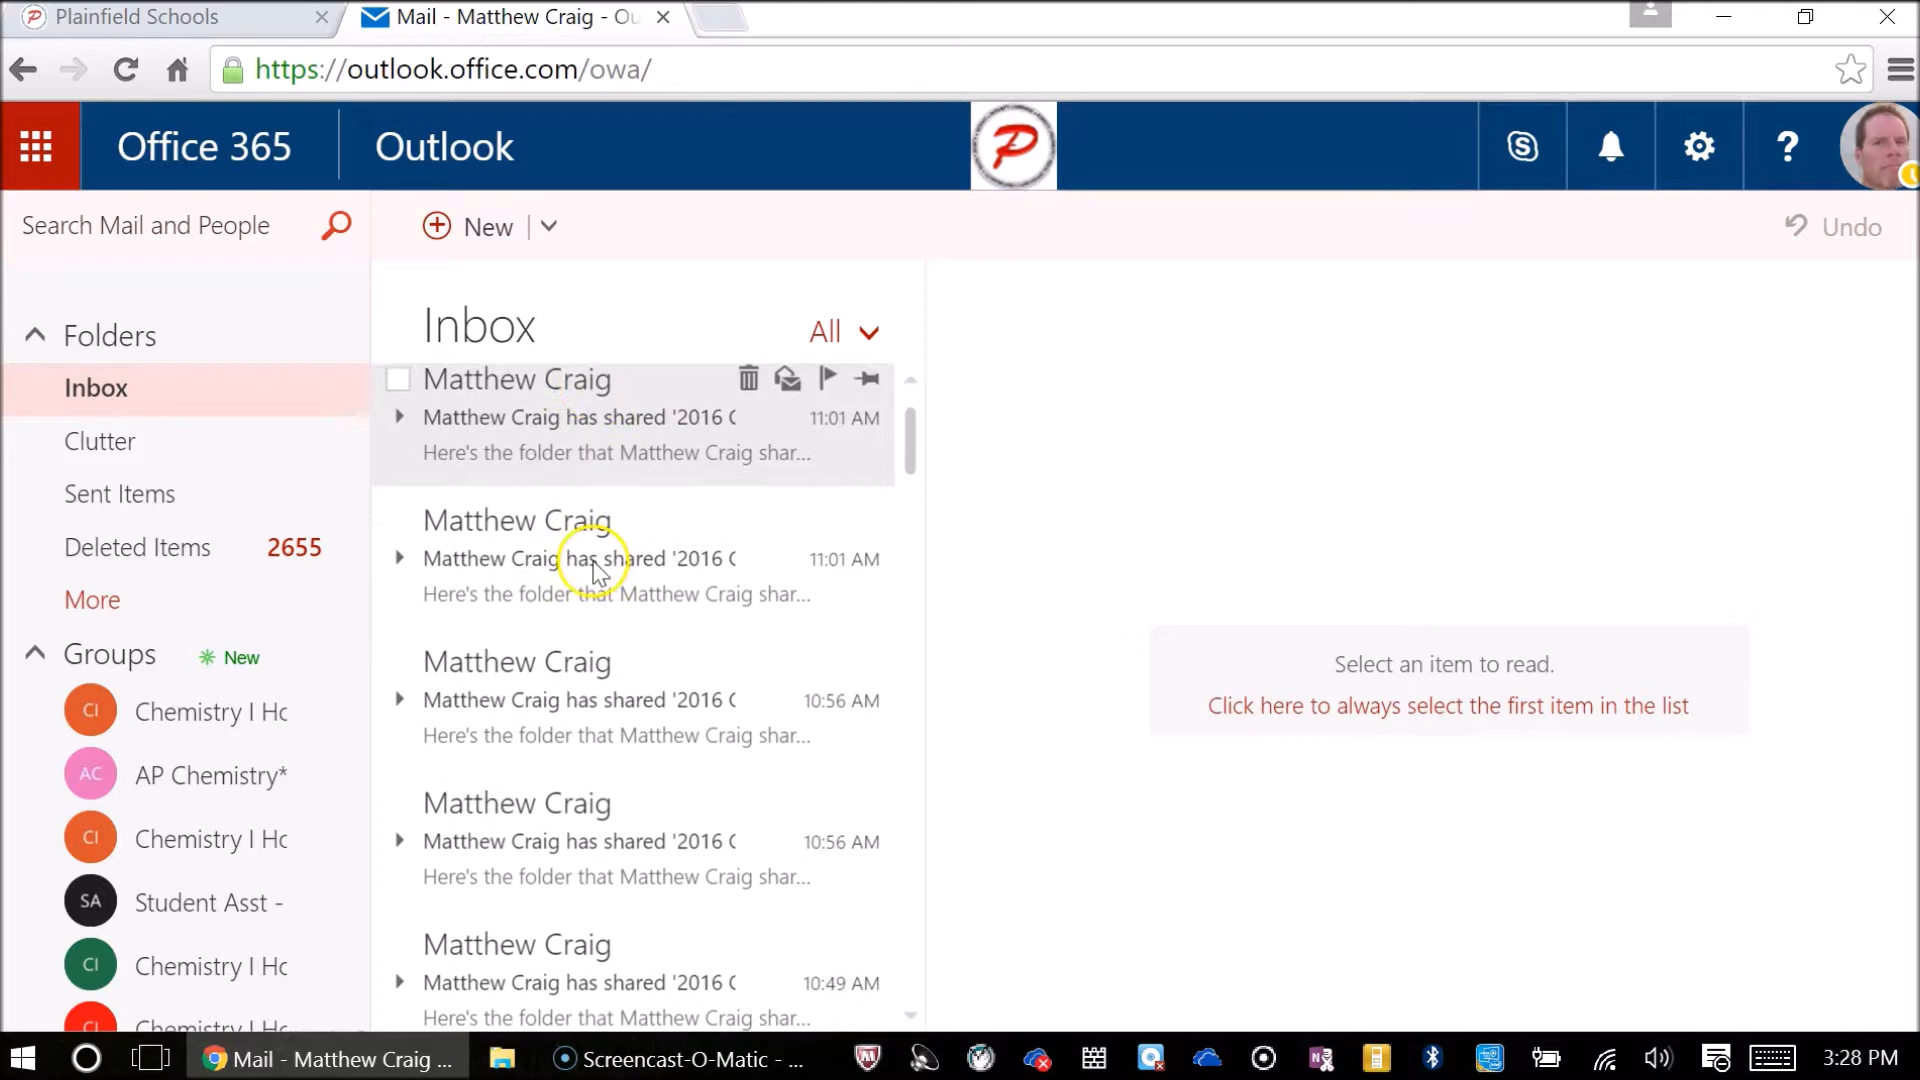 Plainfield Schools
Mail - Matthew Craig - Ou
https://outlook.office.com/owa/
Office 365
Outlook
Search Mail and People
New
Undo
Folders
Inbox
Clutter
Sent Items
Deleted Items 2655
More
Groups
New
CI Chemistry I Hc
AC AP Chemistry*
CI Chemistry I Hc
SA Student Asst -
CI Chemistry I Hc
CI Chemistry I Hc
Inbox
All
Matthew Craig
Matthew Craig has shared '2016 C 11:01 AM
Here's the folder that Matthew Craig shar...
Matthew Craig
Matthew Craig has shared '2016 C 11:01 AM
Here's the folder that Matthew Craig shar...
Matthew Craig
Matthew Craig has shared '2016 C 10:56 AM
Here's the folder that Matthew Craig shar...
Matthew Craig
Matthew Craig has shared '2016 C 10:56 AM
Here's the folder that Matthew Craig shar...
Matthew Craig
Matthew Craig has shared '2016 C 10:49 AM
Here's the folder that Matthew Craig shar...
Select an item to read.
Click here to always select the first item in the list
Mail - Matthew Craig ...
Screencast-O-Matic - ...
3:28 PM